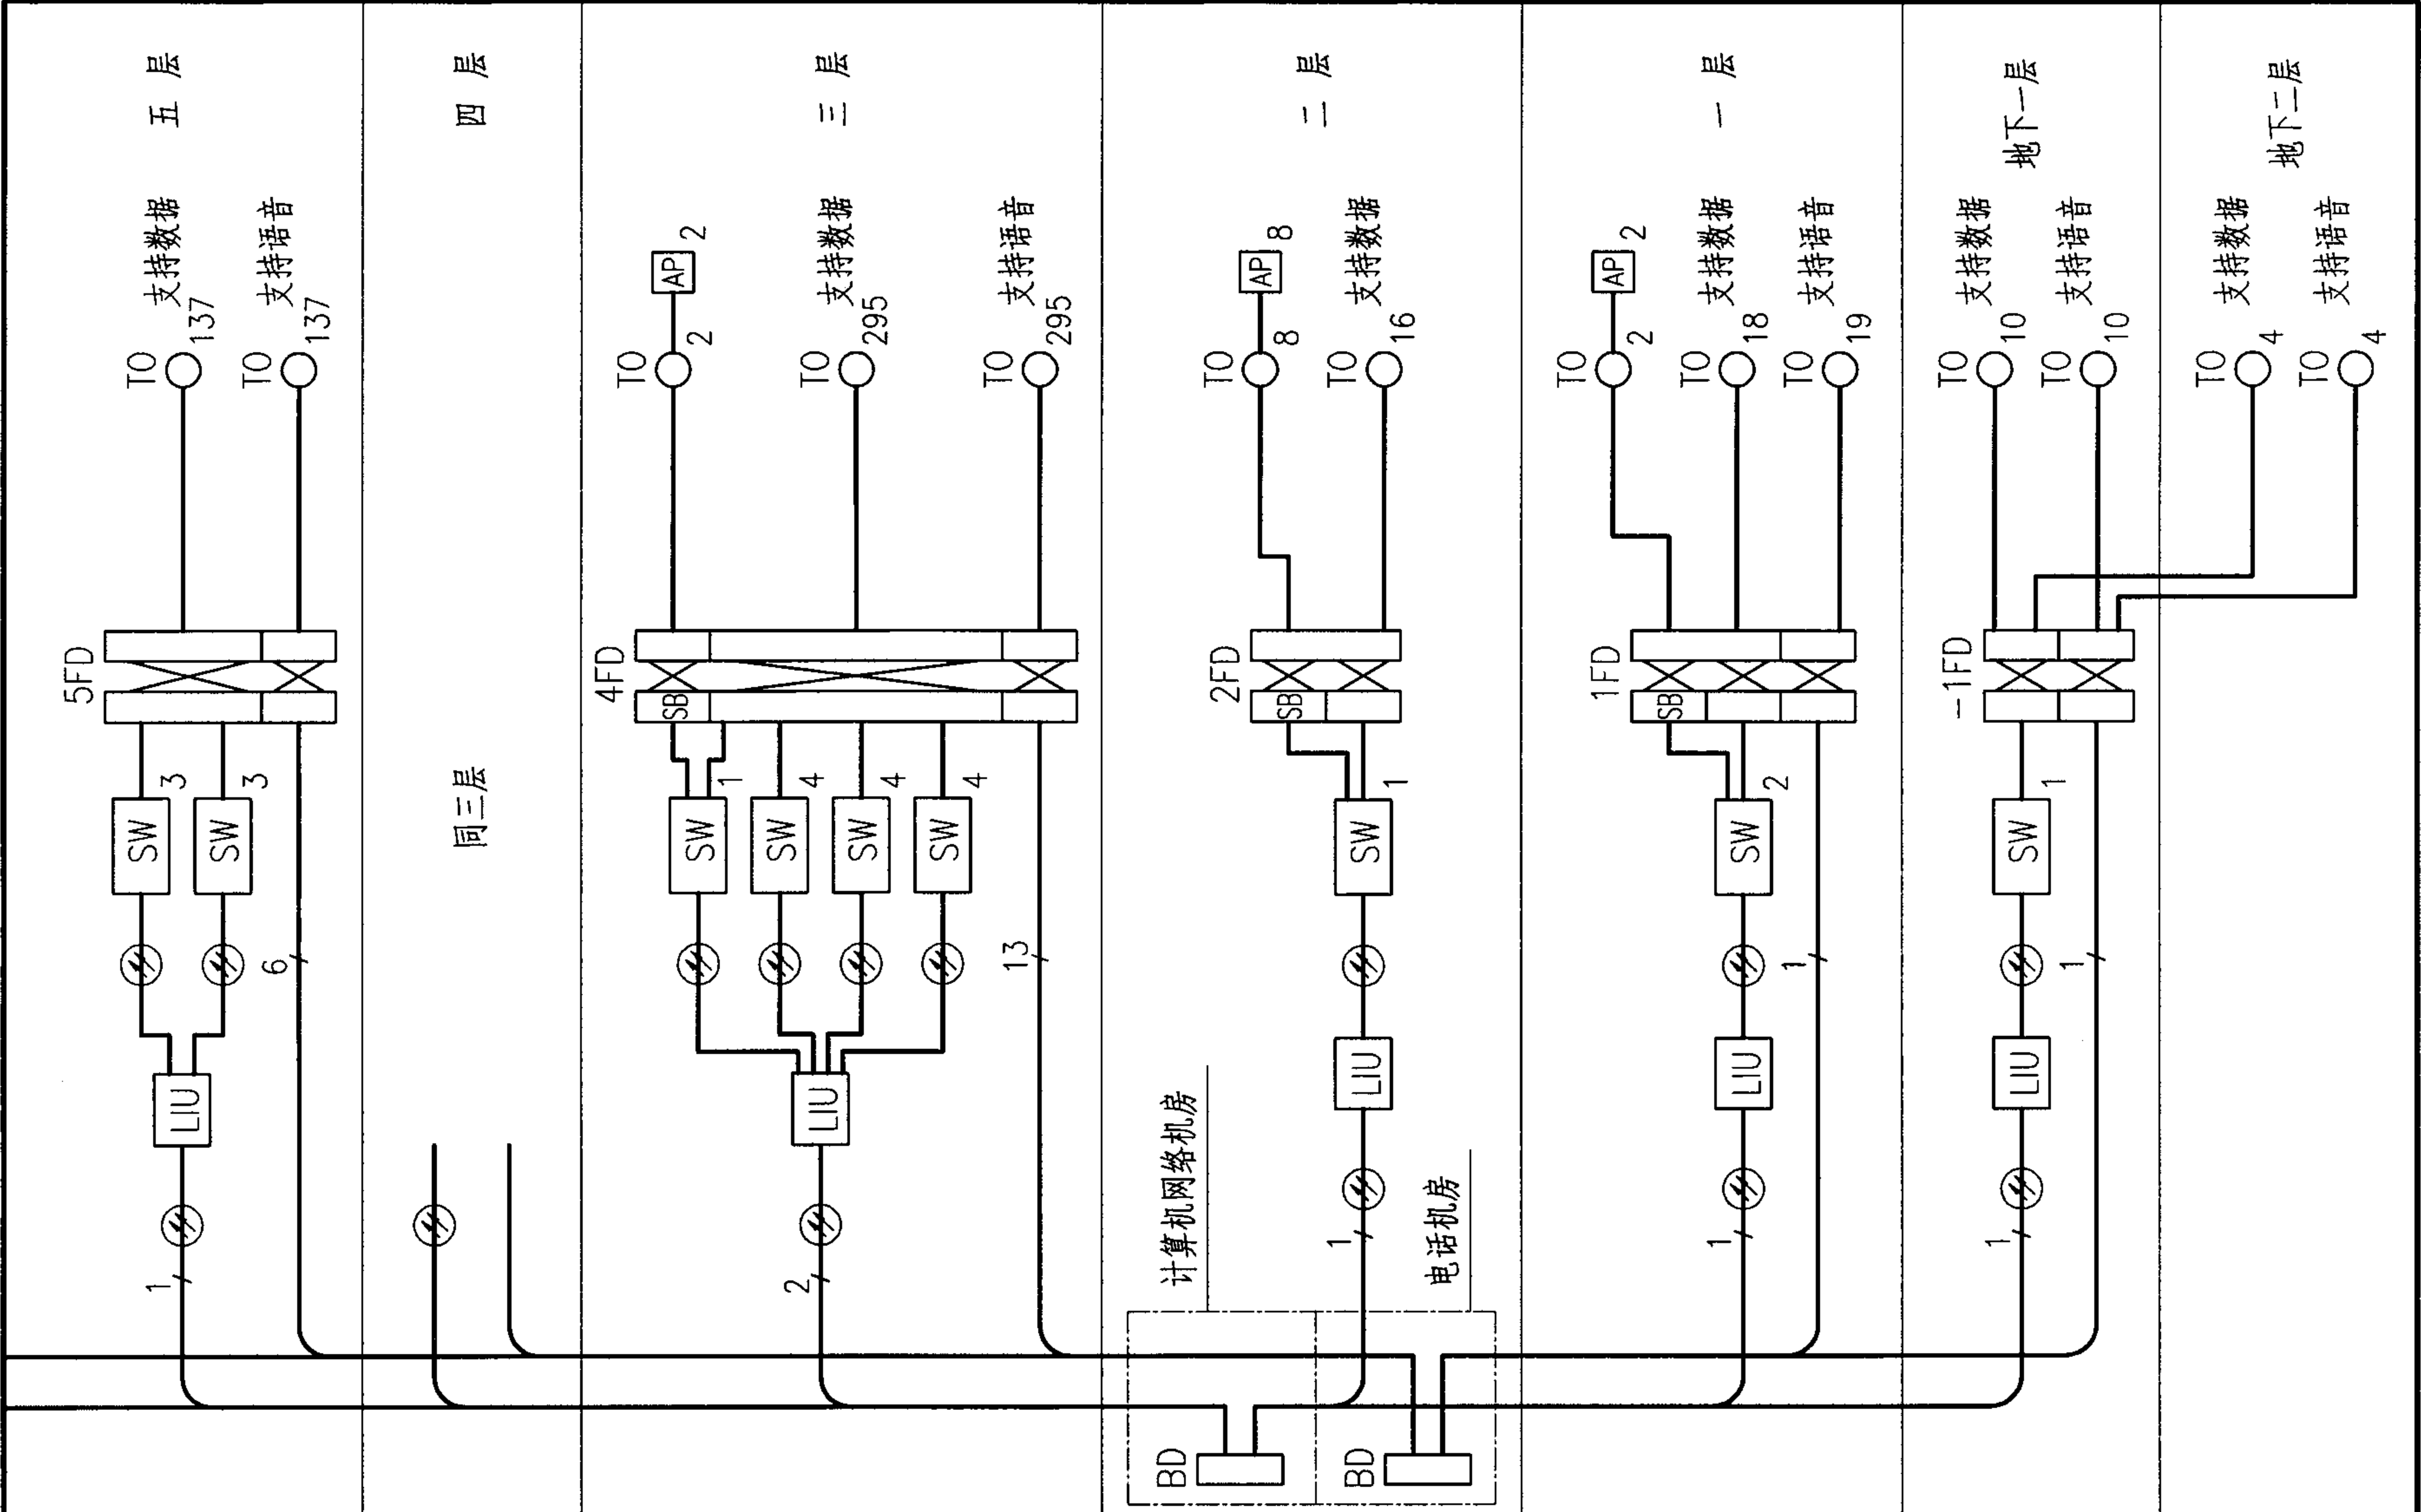 五层
支持数据
TO
137
支持语音
TO
137
5FD
SW
3
SW
3
6
LIU
1
四层
同三层
三层
AP
2
TO
2
支持数据
TO
295
支持语音
TO
295
4FD
SB
SW
1
SW
4
SW
4
SW
4
13
LIU
2
二层
AP
8
TO
8
支持数据
TO
16
2FD
SB
SW
1
LIU
1
计算机网络机房
电话机房
BD
BD
一层
AP
2
TO
2
支持数据
TO
18
支持语音
TO
19
1FD
SB
SW
2
1
LIU
1
地下一层
支持数据
TO
10
支持语音
TO
10
-1FD
SW
1
1
LIU
1
地下二层
支持数据
TO
4
支持语音
TO
4